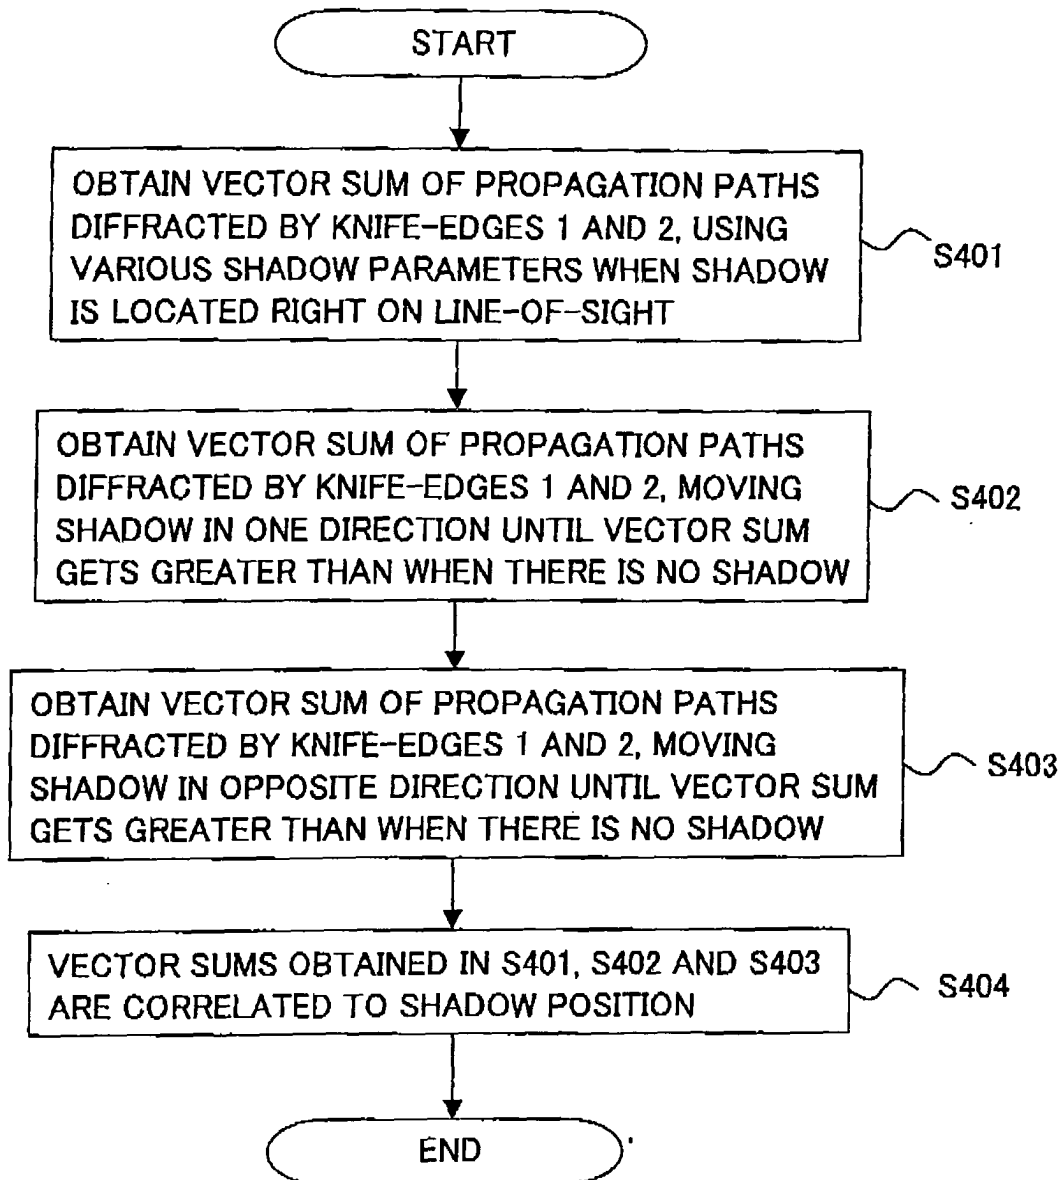 START
OBTAIN VECTOR SUM OF PROPAGATION PATHS
DIFFRACTED BY KNIFE-EDGES 1 AND 2, USING
VARIOUS SHADOW PARAMETERS WHEN SHADOW
IS LOCATED RIGHT ON LINE-OF-SIGHT
S401
OBTAIN VECTOR SUM OF PROPAGATION PATHS
DIFFRACTED BY KNIFE-EDGES 1 AND 2, MOVING
SHADOW IN ONE DIRECTION UNTIL VECTOR SUM
GETS GREATER THAN WHEN THERE IS NO SHADOW
S402
OBTAIN VECTOR SUM OF PROPAGATION PATHS
DIFFRACTED BY KNIFE-EDGES 1 AND 2, MOVING
SHADOW IN OPPOSITE DIRECTION UNTIL VECTOR SUM
GETS GREATER THAN WHEN THERE IS NO SHADOW
S403
VECTOR SUMS OBTAINED IN S401, S402 AND S403
ARE CORRELATED TO SHADOW POSITION
S404
END